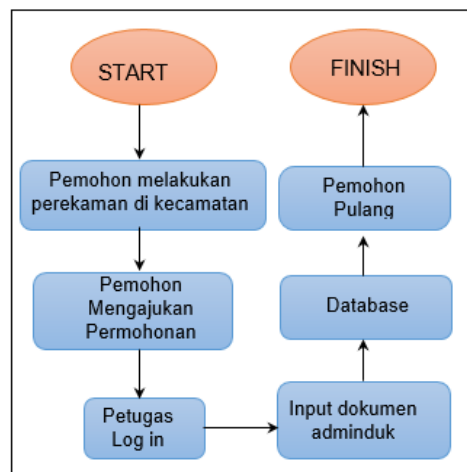 START
Pemohon melakukan
perekaman di kecamatan
Pemohon
Mengajukan
Permohonan
Petugas
Log in
Input dokumen
adminduk
Database
Pemohon
Pulang
FINISH